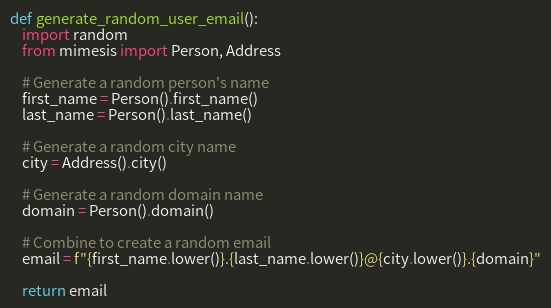 def generate_random_user_email():
    import random
    from mimesis import Person, Address

    # Generate a random person's name
    first_name = Person().first_name()
    last_name = Person().last_name()

    # Generate a random city name
    city = Address().city()

    # Generate a random domain name
    domain = Person().domain()

    # Combine to create a random email
    email = f"{first_name.lower()}.{last_name.lower()}@{city.lower()}.{domain}"

    return email